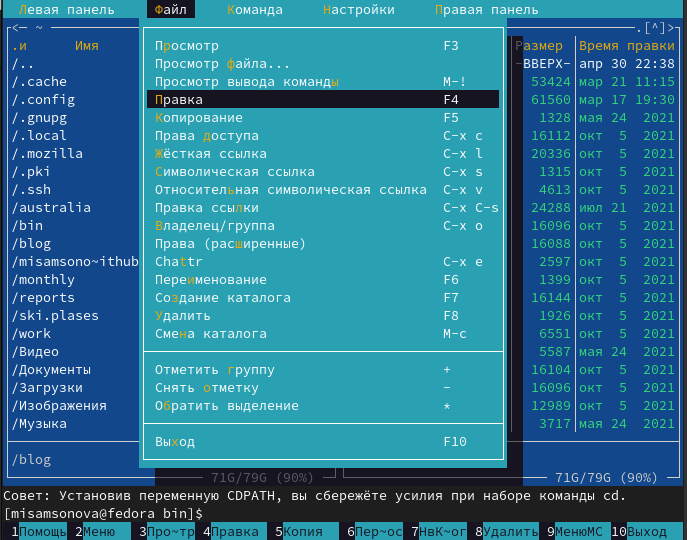 Левая панель Файл Команда Настройки Правая панель
<─ ~ .[^]>
.и Имя
/..
/.cache
/.config
/.gnupg
/.local
/.mozilla
/.pki
/.ssh
/australia
/bin
/blog
/misamsono~ithub
/monthly
/reports
/ski.plases
/work
/Видео
/Документы
/Загрузки
/Изображения
/Музыка
/blog
Просмотр F3
Просмотр файла...
Просмотр вывода команды M-!
Правка F4
Копирование F5
Права доступа C-x c
Жёсткая ссылка C-x l
Символическая ссылка C-x s
Относительная символическая ссылка C-x v
Правка ссылки C-x C-s
Владелец/группа C-x o
Права (расширенные)
Chattr C-x e
Переименование F6
Создание каталога F7
Удалить F8
Смена каталога M-c
Отметить группу +
Снять отметку -
Обратить выделение *
Выход F10
Размер Время правки
-ВВЕРХ- апр 30 22:38
53424 мар 21 11:15
61560 мар 17 19:30
1328 мая 24 2021
16112 окт 5 2021
20336 окт 5 2021
1315 окт 5 2021
4613 окт 5 2021
24288 июл 21 2021
16096 окт 5 2021
16088 окт 5 2021
2597 окт 5 2021
1399 окт 5 2021
16144 окт 5 2021
1926 окт 5 2021
6551 окт 5 2021
5587 мая 24 2021
16104 окт 5 2021
16096 окт 5 2021
12989 окт 5 2021
3717 мая 24 2021
71G/79G (90%) 71G/79G (90%)
Совет: Установив переменную CDPATH, вы сбережёте усилия при наборе команды cd.
[misamsonova@fedora bin]$
1Помощь 2Меню 3Про~тр 4Правка 5Копия 6Пер~ос 7НвК~ог 8Удалить 9МенюMC 10Выход